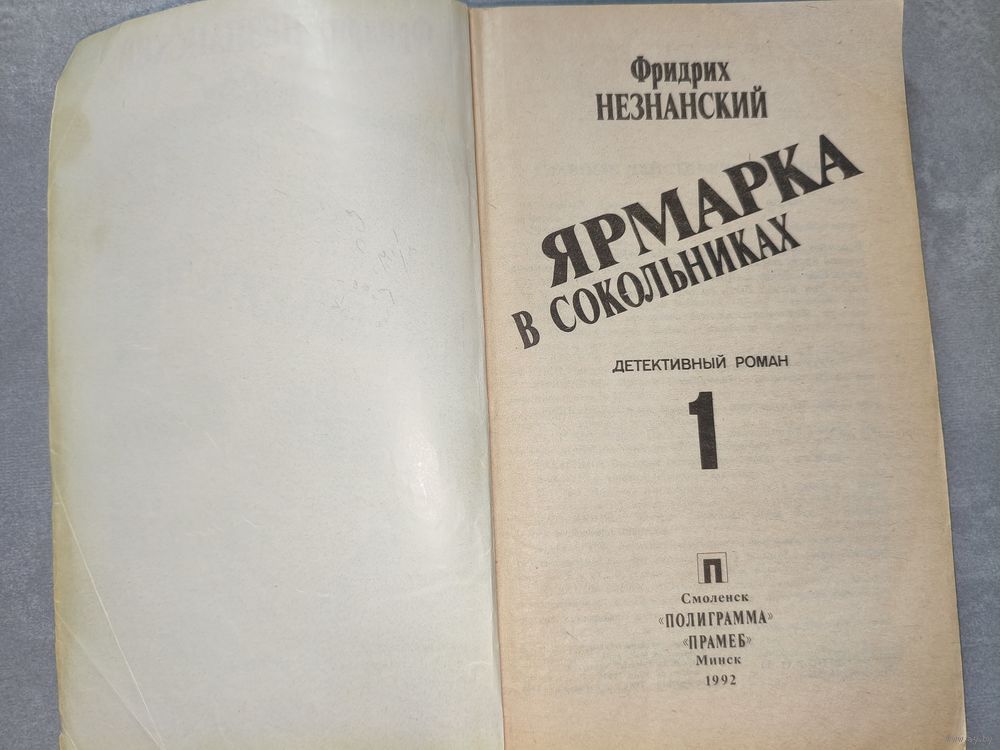 Фридрих
НЕЗНАНСКИЙ
ЯРМАРКА
В СОКОЛЬНИКАХ
ДЕТЕКТИВНЫЙ РОМАН
1
П
Смоленск
«ПОЛИГРАММА»
«ПРАМЕБ»
Минск
1992